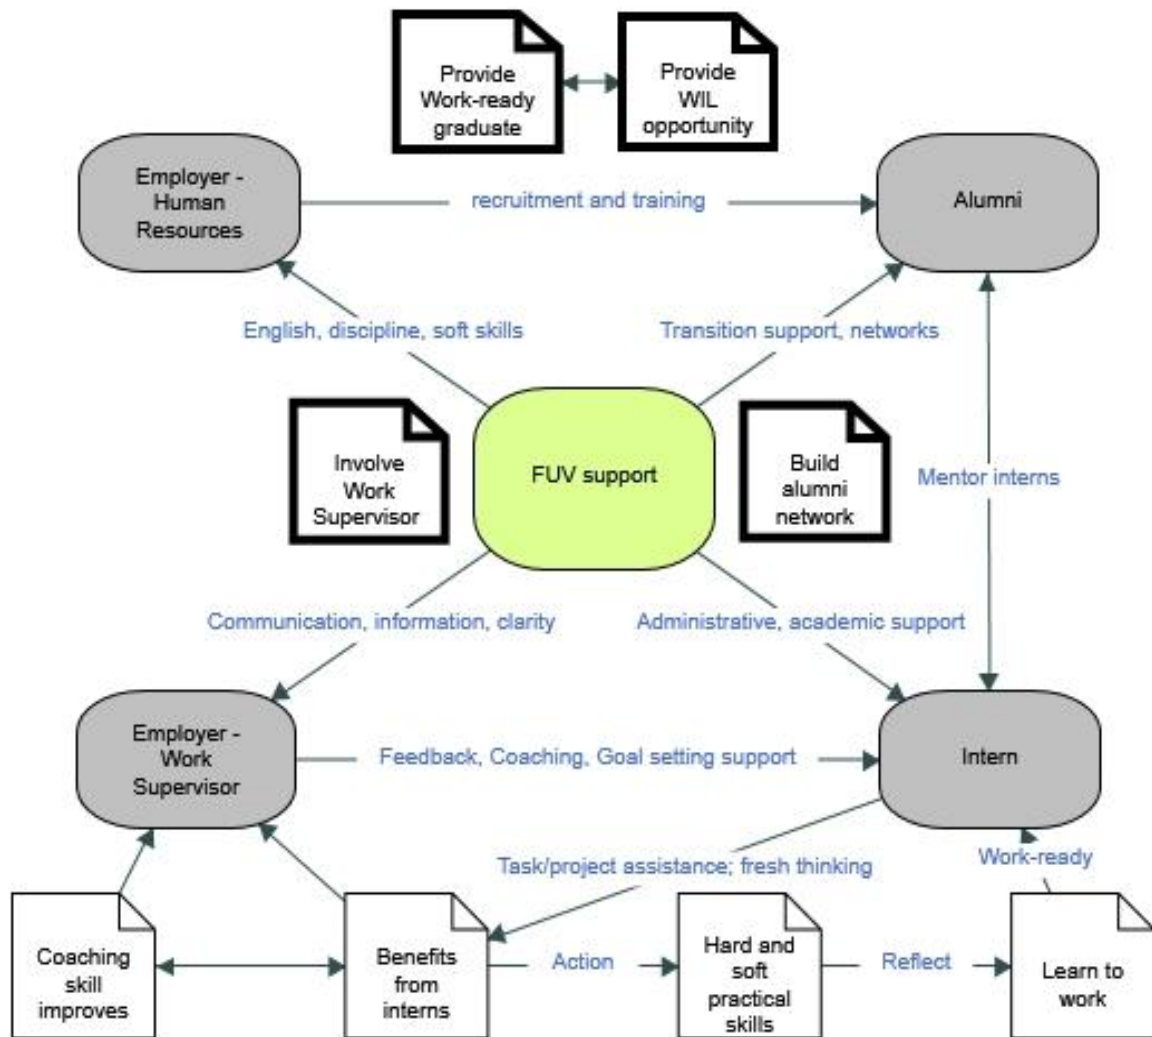 Provide
Work-ready
graduate
Provide
WIL
opportunity
Employer -
Human
Resources
recruitment and training
Alumni
English, discipline, soft skills
Transition support, networks
Involve
Work
Supervisor
FUV support
Build
alumni
network
Mentor interns
Communication, information, clarity
Administrative, academic support
Employer -
Work
Supervisor
Feedback, Coaching, Goal setting support
Intern
Task/project assistance; fresh thinking
Work-ready
Coaching
skill
improves
Benefits
from
interns
Action
Hard and
soft
practical
skills
Reflect
Learn to
work